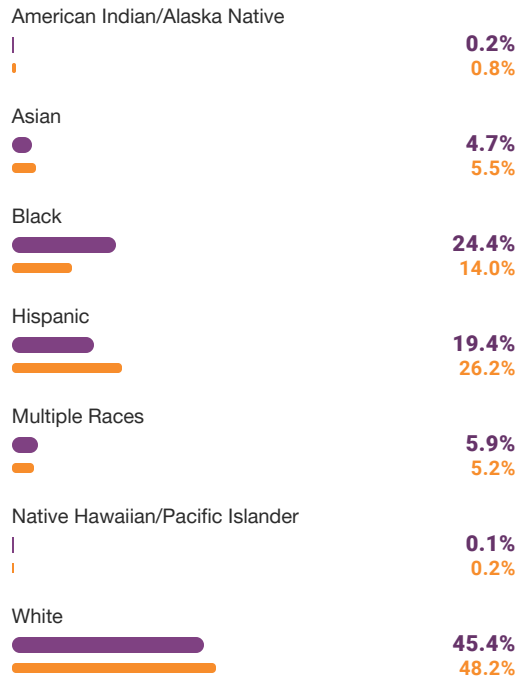 American Indian/Alaska Native
0.2%
0.8%
Asian
4.7%
5.5%
Black
24.4%
14.0%
Hispanic
19.4%
26.2%
Multiple Races
5.9%
5.2%
Native Hawaiian/Pacific Islander
0.1%
0.2%
White
45.4%
48.2%